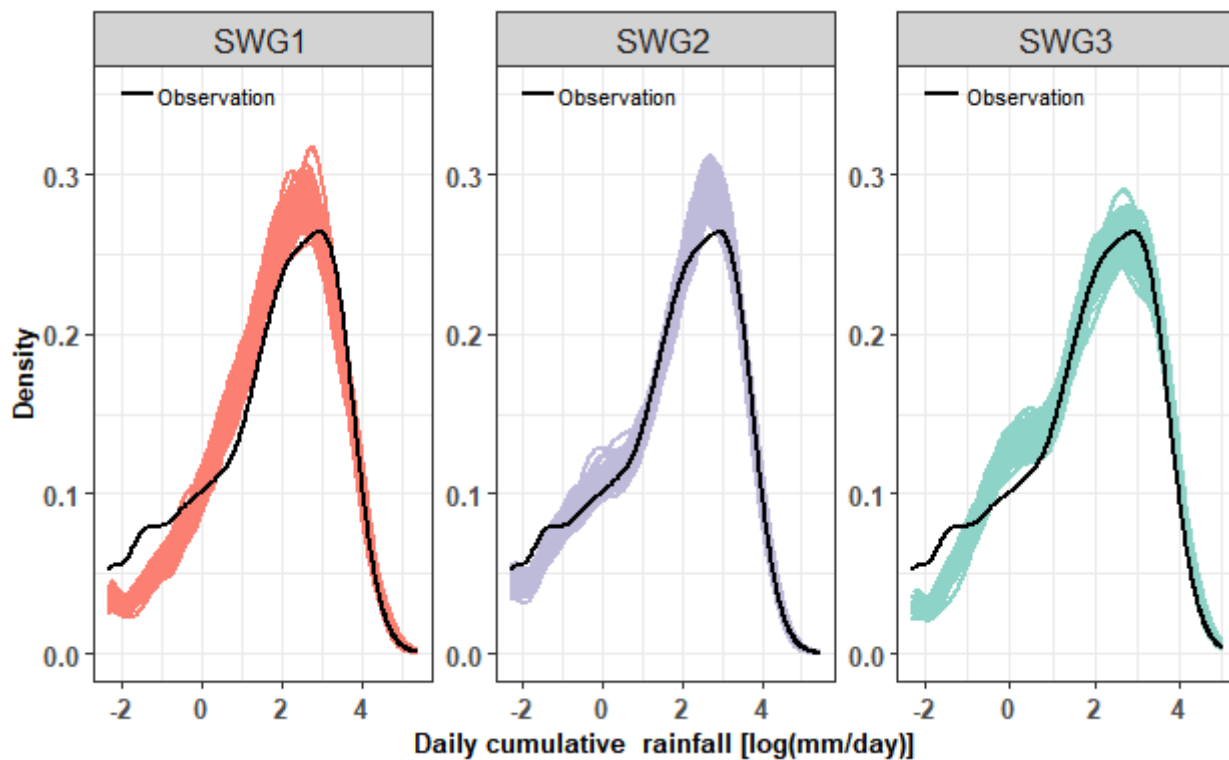 SWG1 SWG2 SWG3
Observation Observation Observation
0.3 0.3 0.3
0.2 0.2 0.2
Density
0.1 0.1 0.1
0.0 0.0 0.0
-2 0 2 4 -2 0 2 4 -2 0 2 4
Daily cumulative rainfall [log(mm/day)]